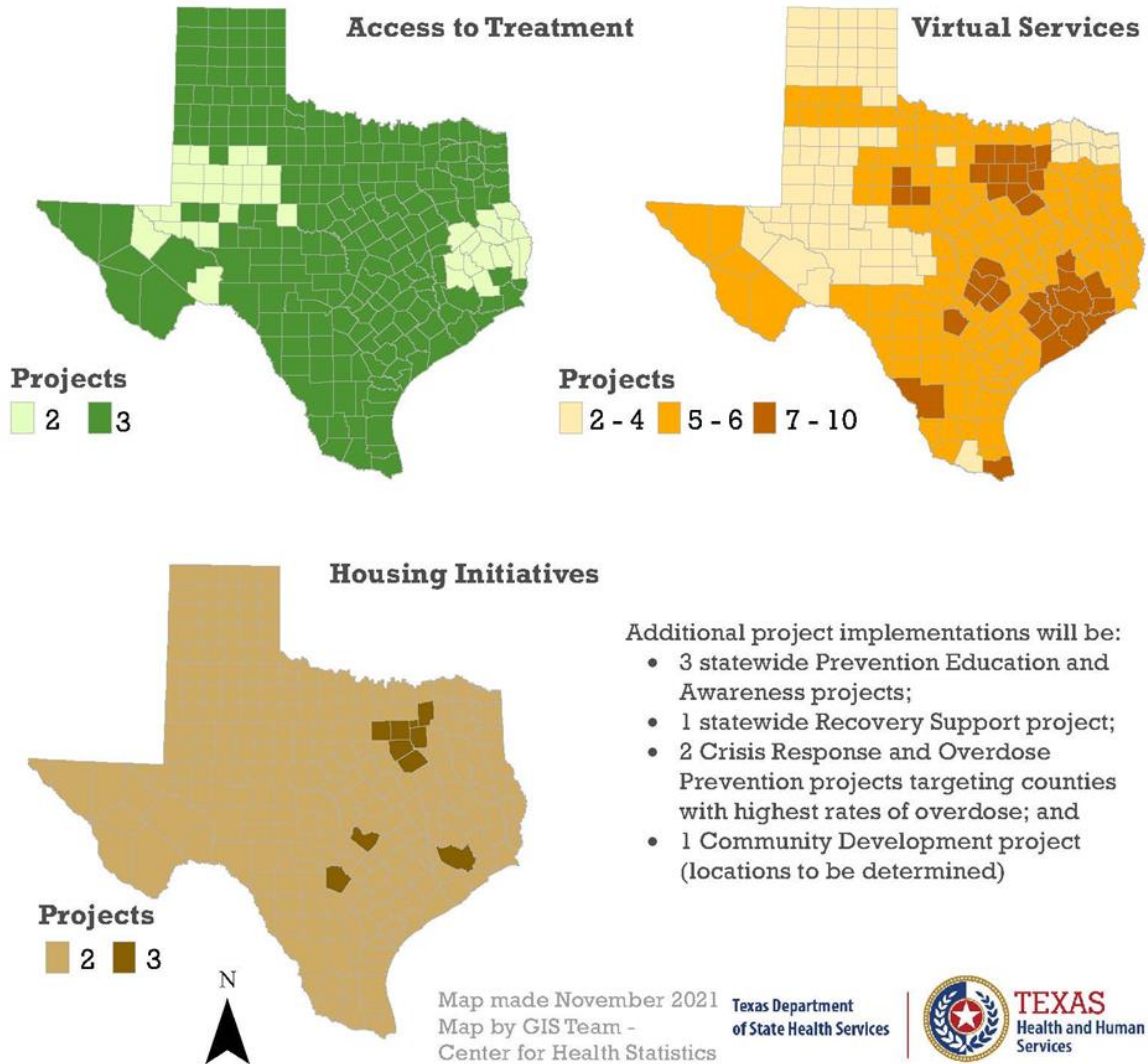 Access to Treatment
Virtual Services
Projects
2 3
Projects
2 - 4 5 - 6 7 - 10
Housing Initiatives
Additional project implementations will be:
• 3 statewide Prevention Education and
Awareness projects;
• 1 statewide Recovery Support project;
• 2 Crisis Response and Overdose
Prevention projects targeting counties
with highest rates of overdose; and
• 1 Community Development project
(locations to be determined)
Projects
2 3
N
Map made November 2021
Map by GIS Team -
Center for Health Statistics
Texas Department
of State Health Services
TEXAS
Health and Human
Services